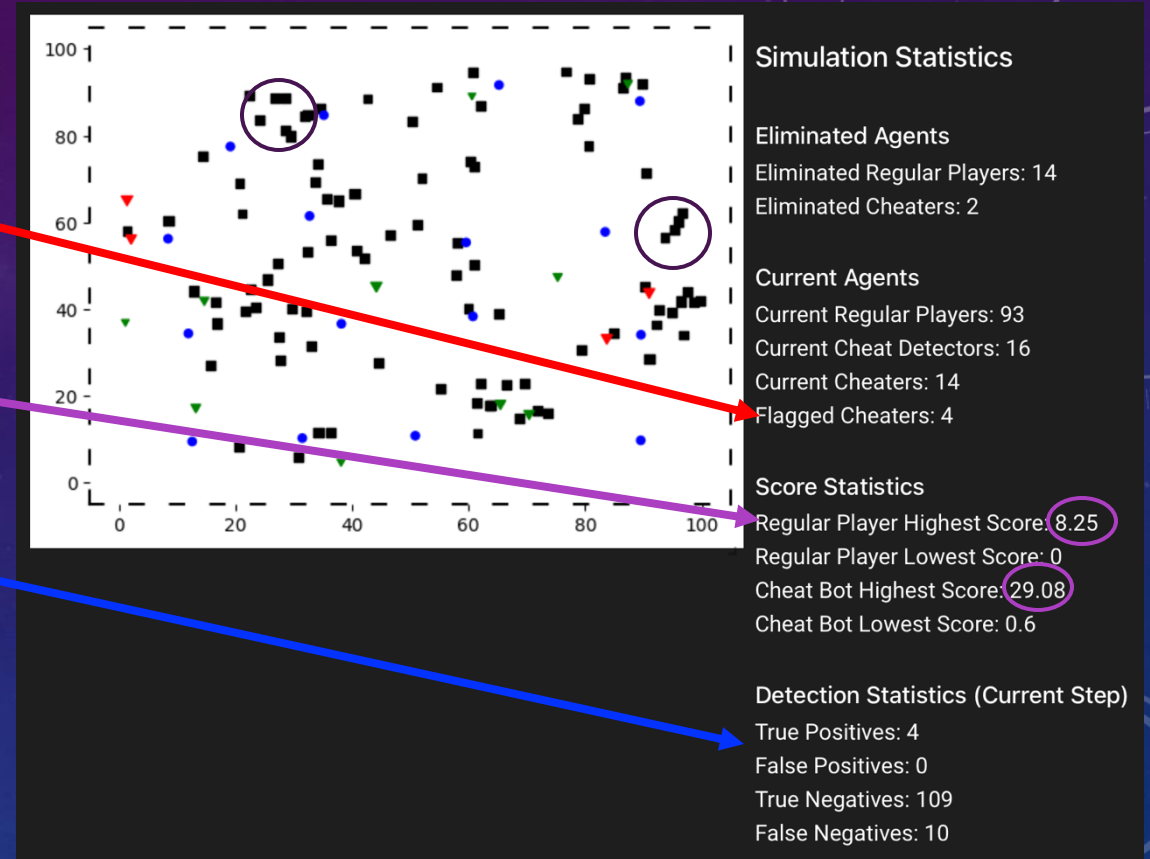 Simulation Statistics
Eliminated Agents
Eliminated Regular Players: 14
Eliminated Cheaters: 2
Current Agents
Current Regular Players: 93
Current Cheat Detectors: 16
Current Cheaters: 14
Flagged Cheaters: 4
Score Statistics
Regular Player Highest Score: 8.25
Regular Player Lowest Score: 0
Cheat Bot Highest Score: 29.08
Cheat Bot Lowest Score: 0.6
Detection Statistics (Current Step)
True Positives: 4
False Positives: 0
True Negatives: 109
False Negatives: 10
100
80
60
40
20
0
0 20 40 60 80 100